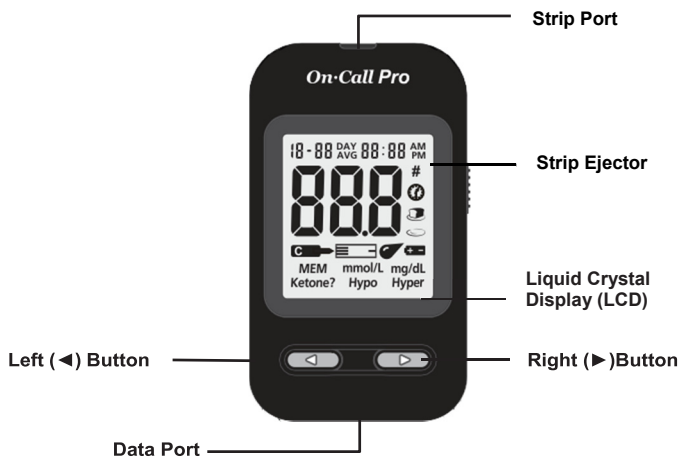 Strip Port
On·Call Pro
18-88 DAY AVG 88:88 AM PM
#
888.8
Strip Ejector
C
MEM mmol/L mg/dL
Ketone? Hypo Hyper
Liquid Crystal
Display (LCD)
Left (◄) Button
Right (►)Button
Data Port